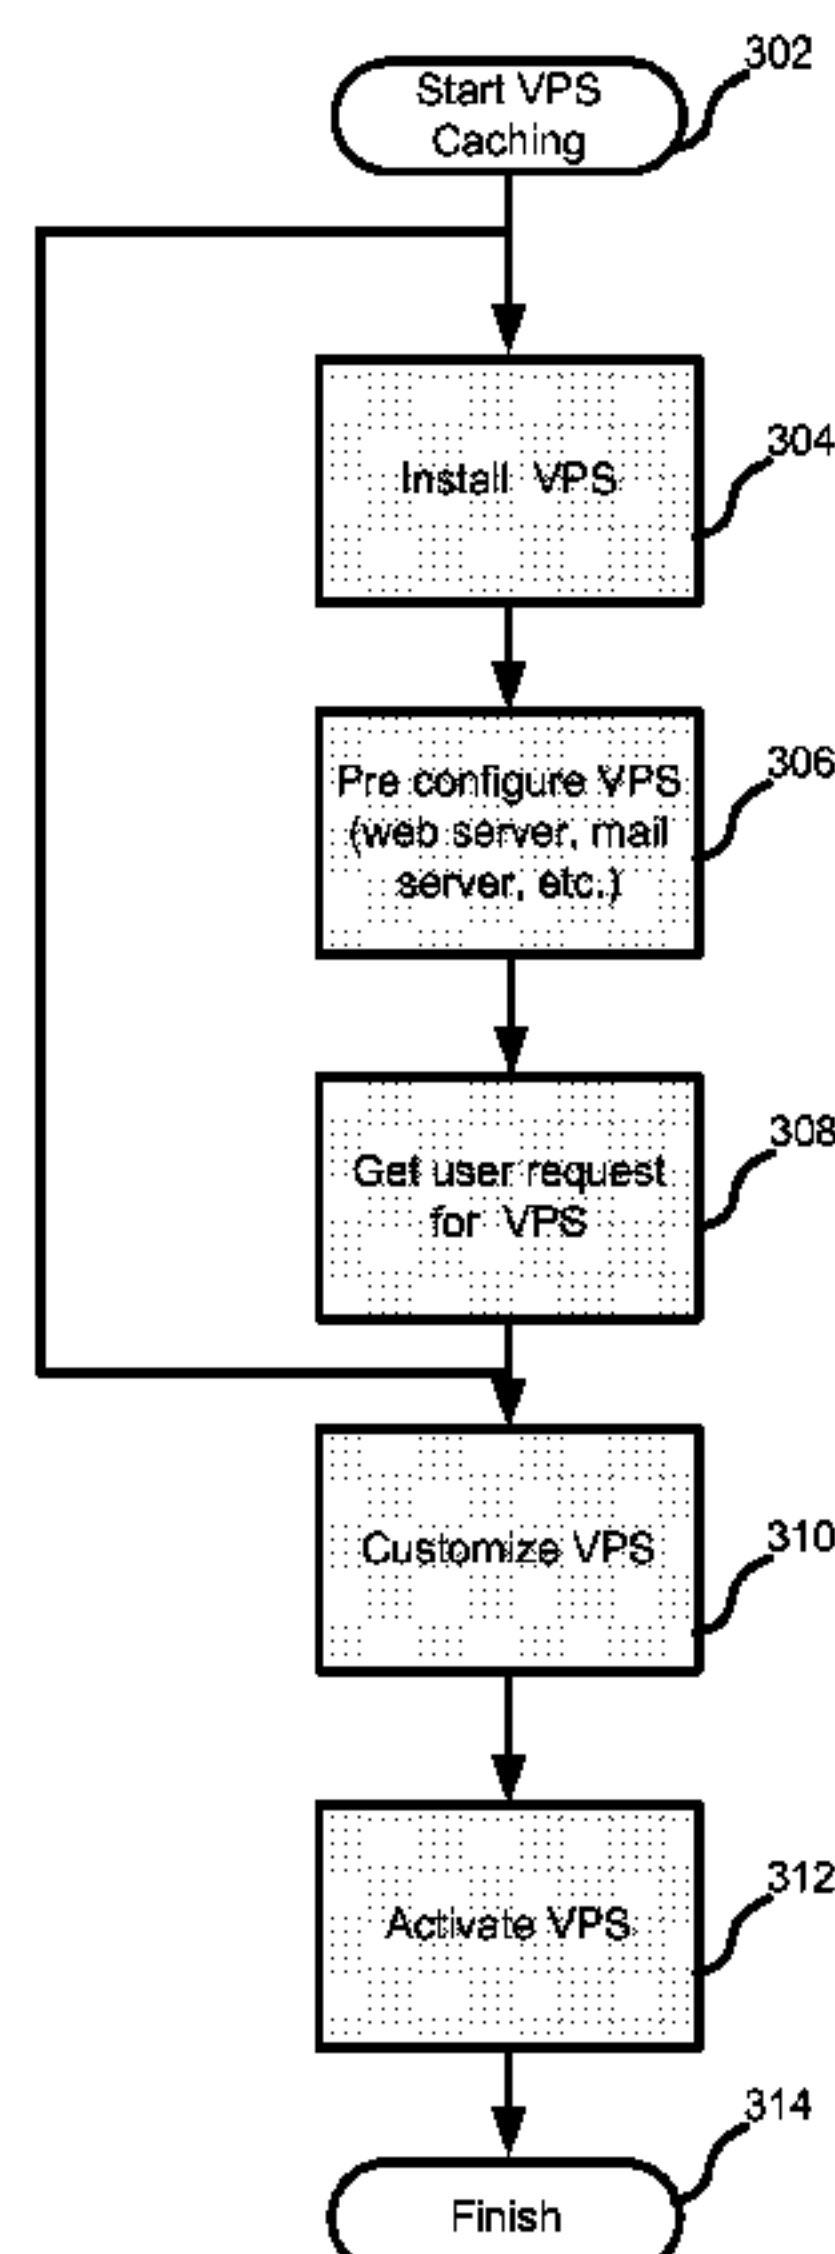 302
Start VPS
Caching
304
Install VPS
306
Pre configure VPS
(web server, mail
server, etc.)
308
Get user request
for VPS
310
Customize VPS
312
Activate VPS
314
Finish